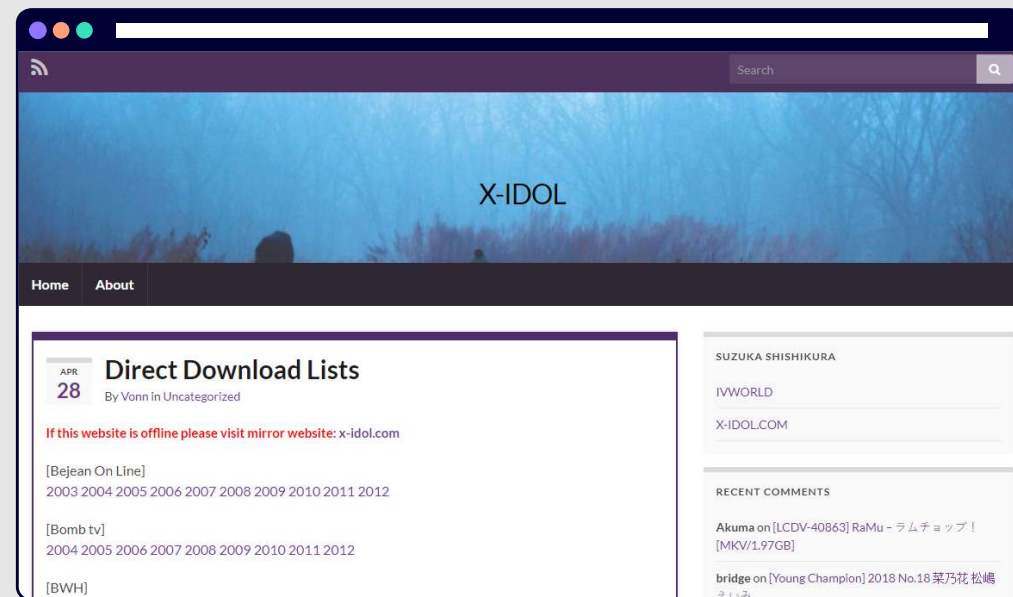 Search
X-IDOL
Home About
APR
28
Direct Download Lists
By Vonn in Uncategorized
If this website is offline please visit mirror website: x-idol.com
[Bejean On Line]
2003 2004 2005 2006 2007 2008 2009 2010 2011 2012
[Bomb tv]
2004 2005 2006 2007 2008 2009 2010 2011 2012
[BWH]
SUZUKA SHISHIKURA
IVWORLD
X-IDOL.COM
RECENT COMMENTS
Akuma on [LCDV-40863] RaMu – ラムチョップ！
[MKV/1.97GB]
bridge on [Young Champion] 2018 No.18 菜乃花 松嶋
えいみ